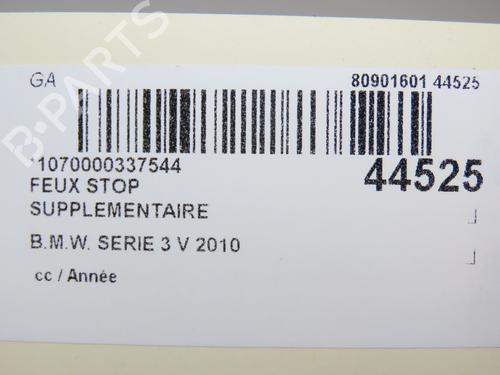 GA 80901601 44525
*1070000337544 44525
FEUX STOP
SUPPLEMENTAIRE
B.M.W. SERIE 3 V 2010
cc / Année
B-PARTS